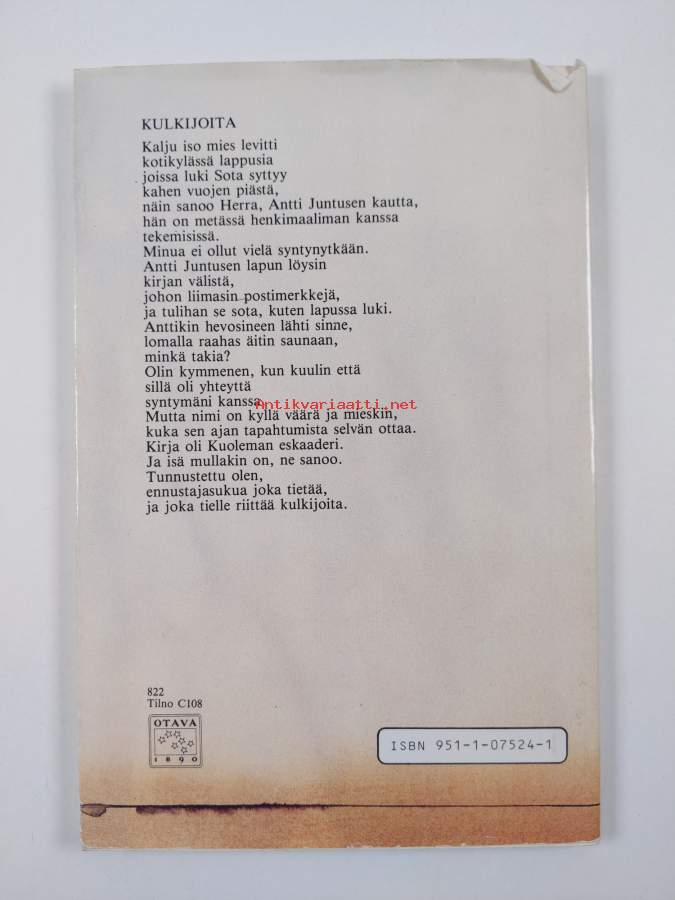 KULKIJOITA
Kalju iso mies levitti
kotikylässä lappusia
joissa luki Sota syttyy
kahen vuojen piästä,
näin sanoo Herra, Antti Juntusen kautta,
hän on metässä henkimaaliman kanssa
tekemisissä.
Minua ei ollut vielä syntynytkään.
Antti Juntusen lapun löysin
kirjan välistä,
johon liimasin postimerkkejä,
ja tulihan se sota, kuten lapussa luki.
Anttikin hevosineen lähti sinne,
lomalla raahas äitin saunaan,
minkä takia?
Olin kymmenen, kun kuulin että
sillä oli yhteyttä
syntymäni kanssa.
Antikvariaatti.net
Mutta nimi on kyllä väärä ja mieskin,
kuka sen ajan tapahtumista selvän ottaa.
Kirja oli Kuoleman eskaaderi.
Ja isä mullakin on, ne sanoo.
Tunnustettu olen,
ennustajasukua joka tietää,
ja joka tielle riittää kulkijoita.
822
Tilno C108
OTAVA
1890
ISBN 951-1-07524-1